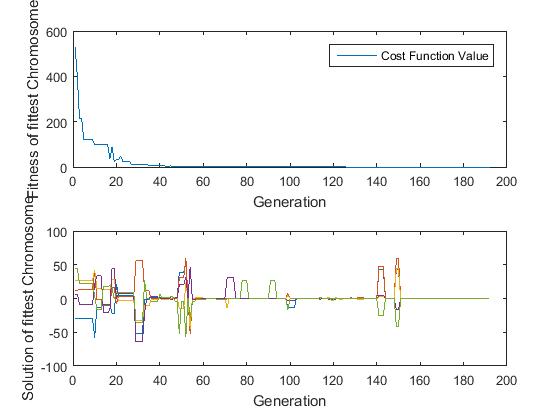 Fitness of fittest Chromosome
600
400
200
0
Cost Function Value
0 20 40 60 80 100 120 140 160 180 200
Generation
Solution of fittest Chromosome
100
50
0
-50
-100
0 20 40 60 80 100 120 140 160 180 200
Generation